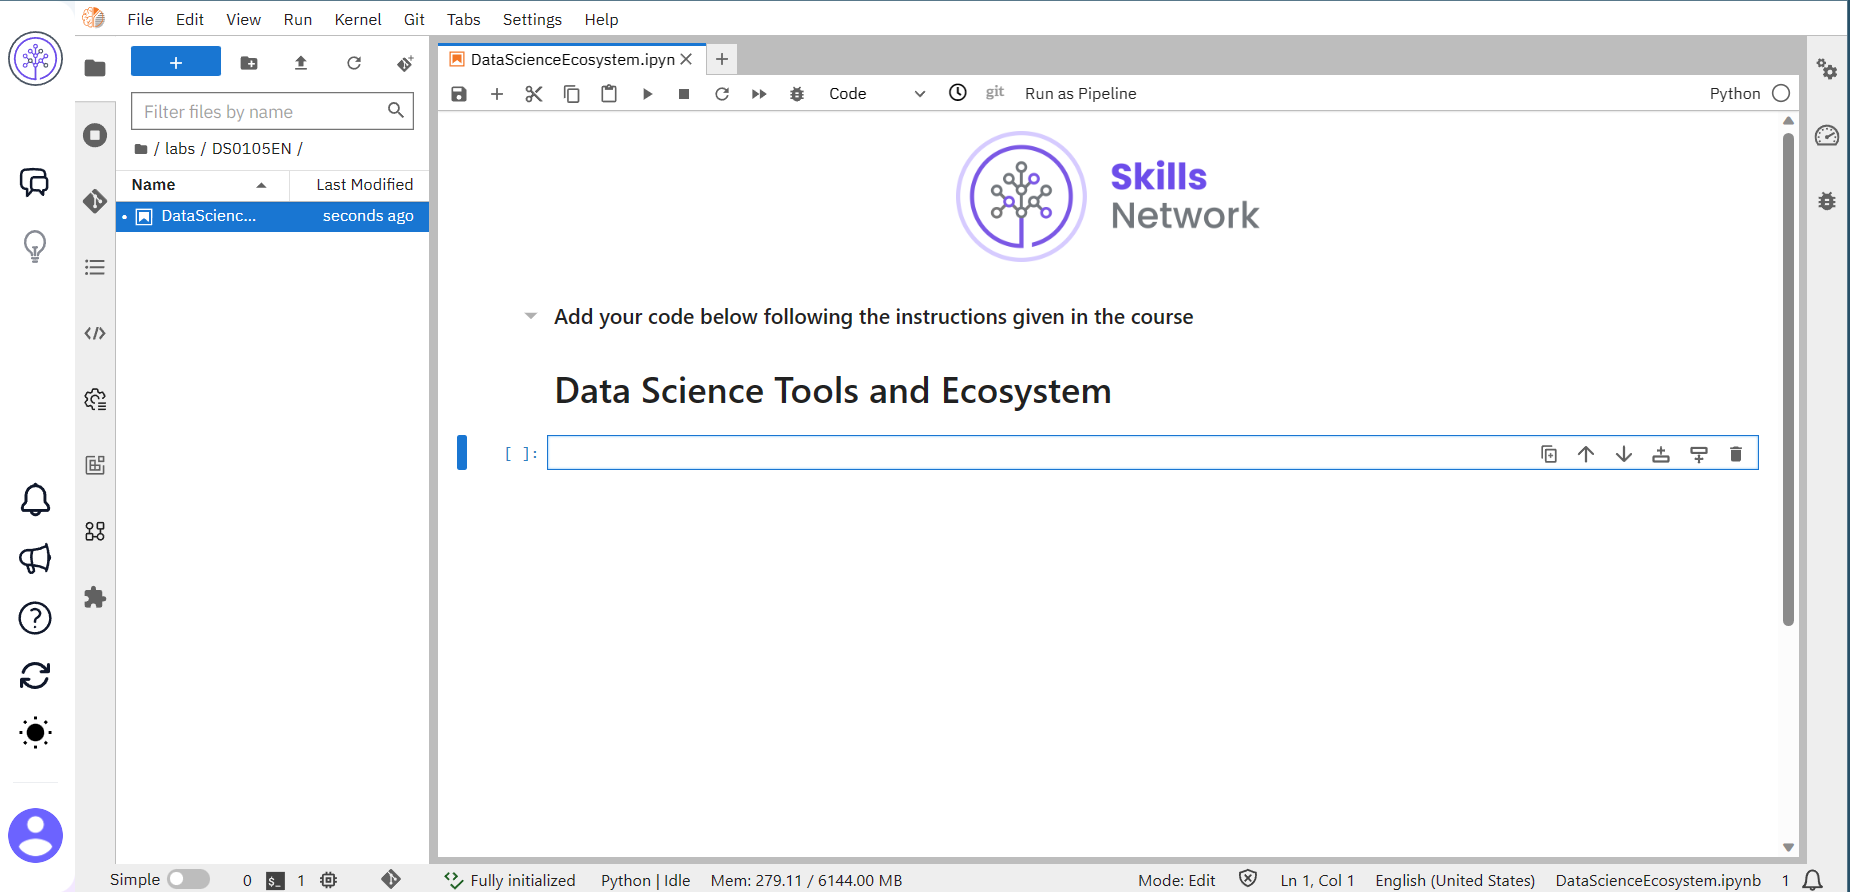 File Edit View Run Kernel Git Tabs Settings Help
DataScienceEcosystem.ipyn
Filter files by name
Code
git
Run as Pipeline
Python
/ labs / DS0105EN /
Name Last Modified
DataScienc... seconds ago
Skills
Network
Add your code below following the instructions given in the course
Data Science Tools and Ecosystem
[ ]:
Simple 0 $_ 1 Fully initialized Python | Idle Mem: 279.11 / 6144.00 MB Mode: Edit Ln 1, Col 1 English (United States) DataScienceEcosystem.ipynb 1